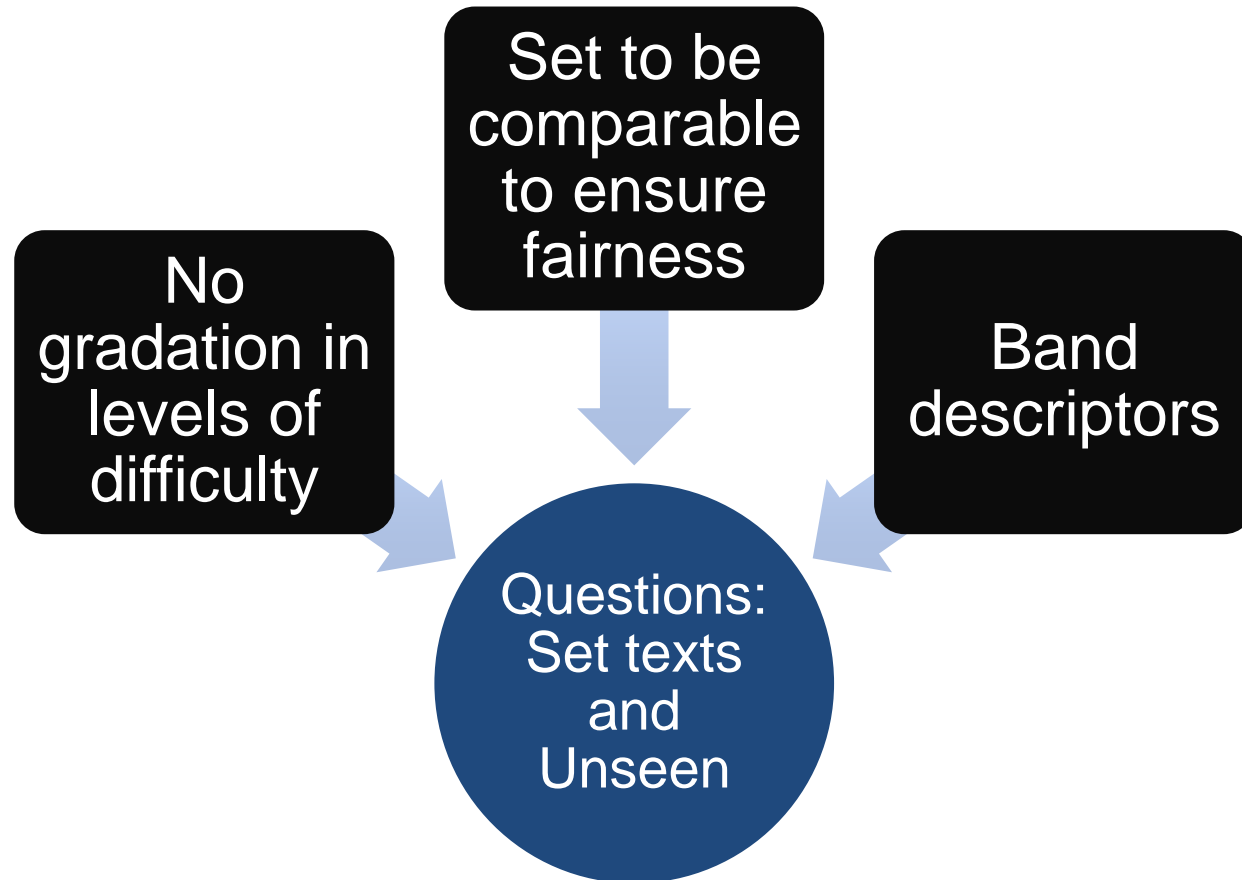 Set to be
comparable
to ensure
fairness
No
gradation in
levels of
difficulty
Band
descriptors
Questions:
Set texts
and
Unseen